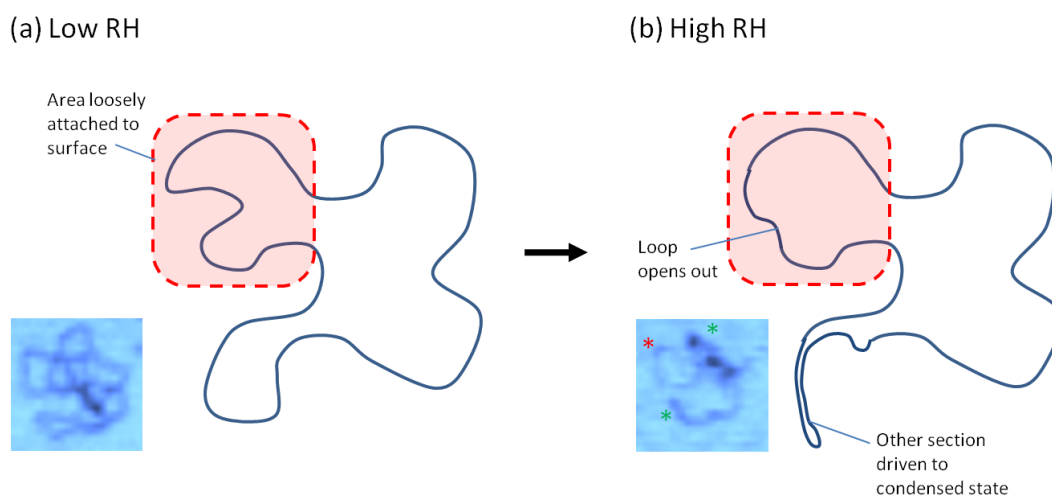 (a) Low RH
(b) High RH
Area loosely
attached to
surface
Loop
opens out
*
*
*
Other section
driven to
condensed state